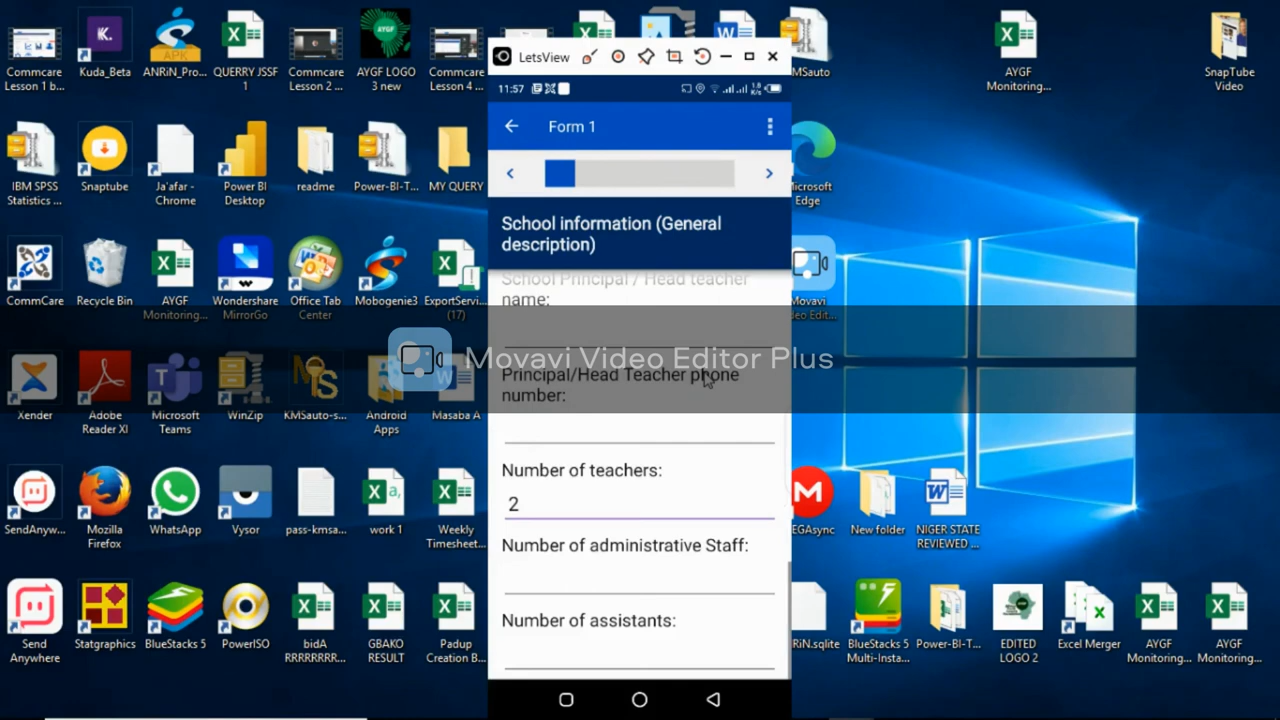 Commcare
Lesson 1 b...
Kuda_Beta
APK
ANRiN_Pro...
QUERRY JSSF
1
Commcare
Lesson 2 ...
AYGF
AYGF LOGO
3 new
Commcare
Lesson 4 ...
MSauto
AYGF
Monitoring...
SnapTube
Video
LetsView
11:57
1.8
K/s
Form 1
School information (General
description)
School Principal / Head teacher
name:
Principal/Head Teacher phone
number:
Number of teachers:
2
Number of administrative Staff:
Number of assistants:
Movavi Video Editor Plus
IBM SPSS
Statistics ...
Snaptube
Ja'afar -
Chrome
Power BI
Desktop
readme
Power-BI-T...
MY QUERY
Microsoft
Edge
CommCare
Recycle Bin
AYGF
Monitoring...
Wondershare
MirrorGo
Office Tab
Center
Mobogenie3
ExportServi...
(17)
Movavi
Video Edit...
Xender
Adobe
Reader XI
Microsoft
Teams
WinZip
KMSauto-s...
Android
Apps
Masaba A
SendAnyw...
Mozilla
Firefox
WhatsApp
Vysor
pass-kmsa...
work 1
Weekly
Timesheet...
EGAsync
New folder
NIGER STATE
REVIEWED ...
Send
Anywhere
Statgraphics
BlueStacks 5
PowerISO
bidA
RRRRRRRR...
GBAKO
RESULT
Padup
Creation B...
RiN.sqlite
BlueStacks 5
Multi-Insta...
Power-BI-T...
EDITED
LOGO 2
Excel Merger
AYGF
Monitoring...
AYGF
Monitoring...